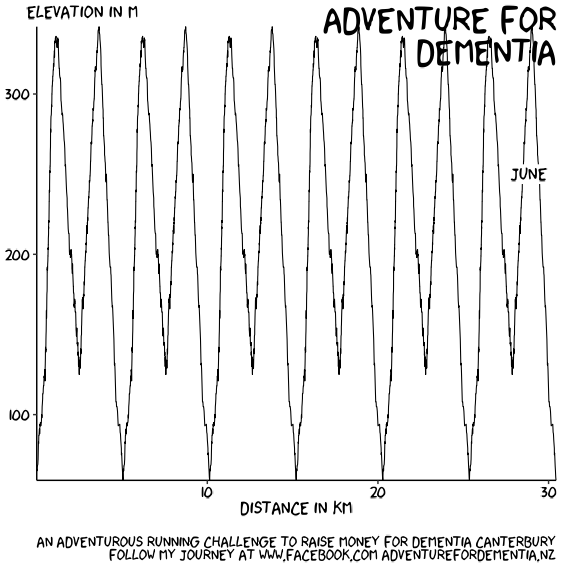 ELEVATION IN M
ADVENTURE FOR
DEMENTIA
300
JUNE
200
100
10
20
30
DISTANCE IN KM
AN ADVENTUROUS RUNNING CHALLENGE TO RAISE MONEY FOR DEMENTIA CANTERBURY
FOLLOW MY JOURNEY AT WWW.FACEBOOK.COM ADVENTUREFORDEMENTIA.NZ